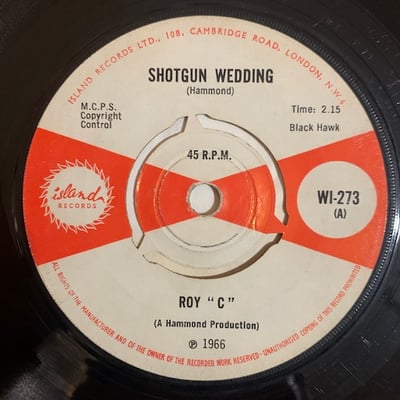 ISLAND RECORDS LTD., 108, CAMBRIDGE ROAD, LONDON, N.W.6
SHOTGUN WEDDING
(Hammond)
M.C.P.S.
Copyright
Control
Time: 2.15
Black Hawk
45 R.P.M.
island
RECORDS
WI-273
(A)
ROY "C"
(A Hammond Production)
℗ 1966
ALL RIGHTS OF THE MANUFACTURER AND OF THE OWNER OF THE RECORDED WORK RESERVED - UNAUTHORISED COPYING OF THIS RECORD PROHIBITED